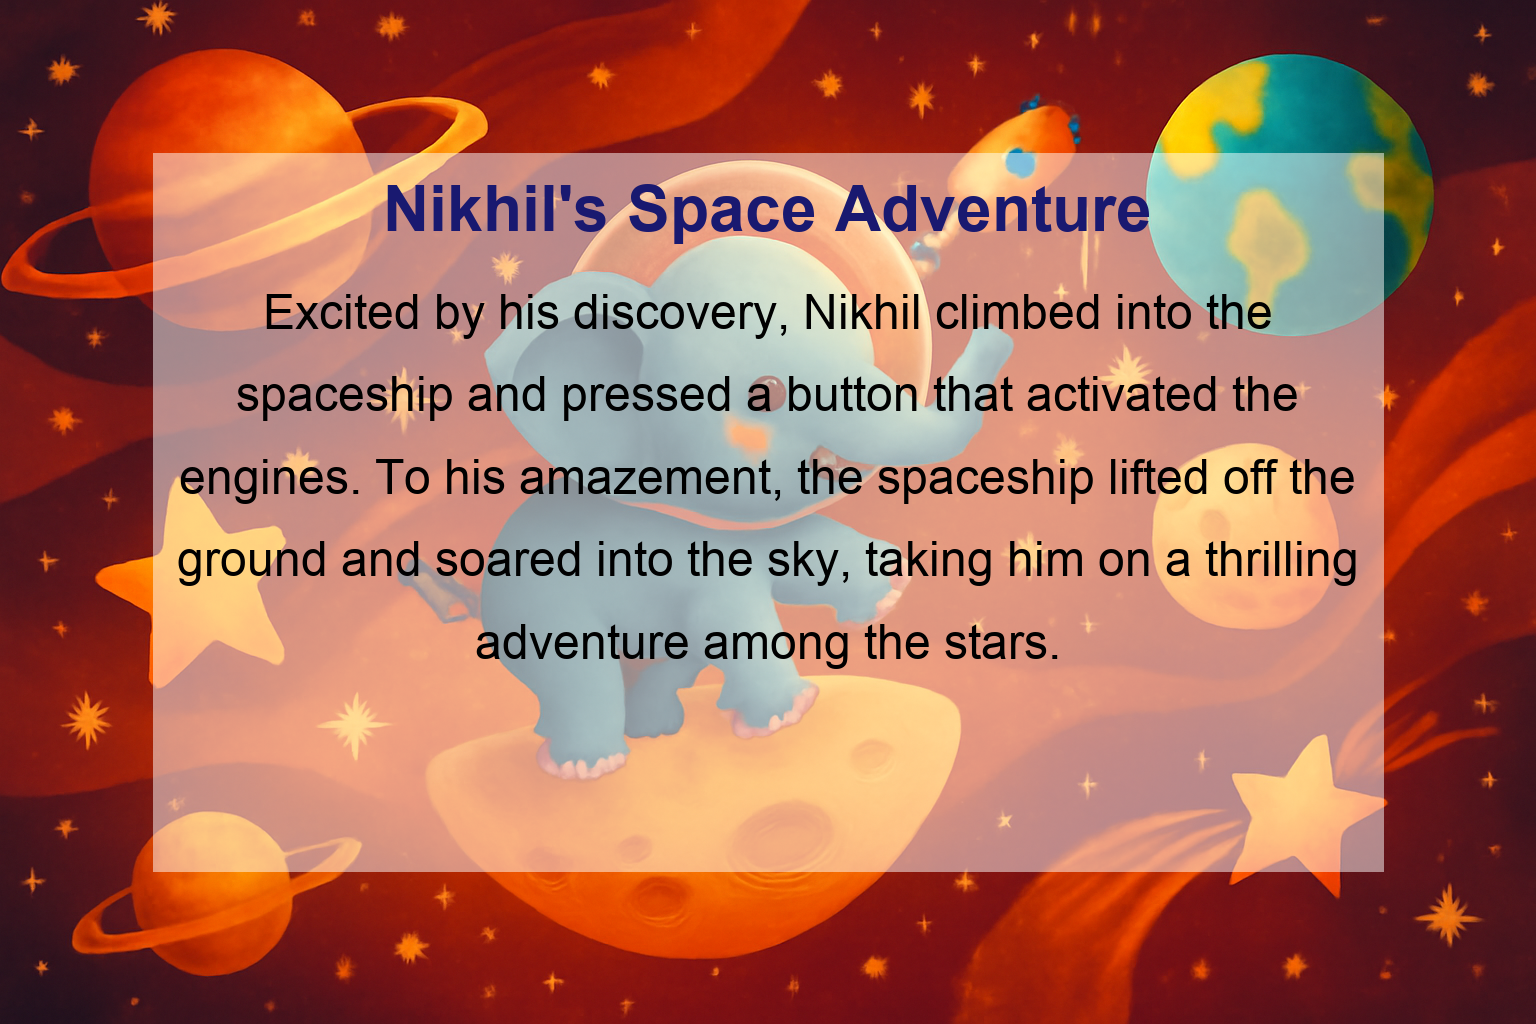 Nikhil's Space Adventure
Excited by his discovery, Nikhil climbed into the
spaceship and pressed a button that activated the
engines. To his amazement, the spaceship lifted off the
ground and soared into the sky, taking him on a thrilling
adventure among the stars.